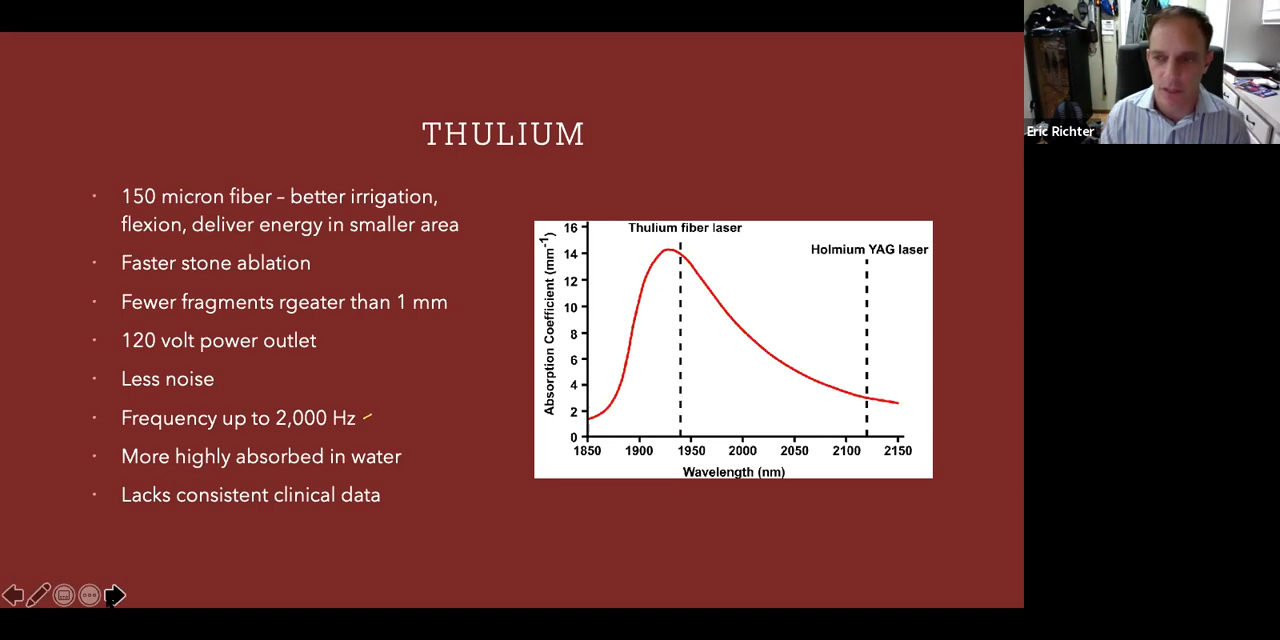 Eric Richter
THULIUM
150 micron fiber – better irrigation,
flexion, deliver energy in smaller area
Faster stone ablation
Fewer fragments rgeater than 1 mm
120 volt power outlet
Less noise
Frequency up to 2,000 Hz
More highly absorbed in water
Lacks consistent clinical data
Thulium fiber laser
Holmium YAG laser
Absorption Coefficient (mm⁻¹)
16
14
12
10
8
6
4
2
0
1850 1900 1950 2000 2050 2100 2150
Wavelength (nm)